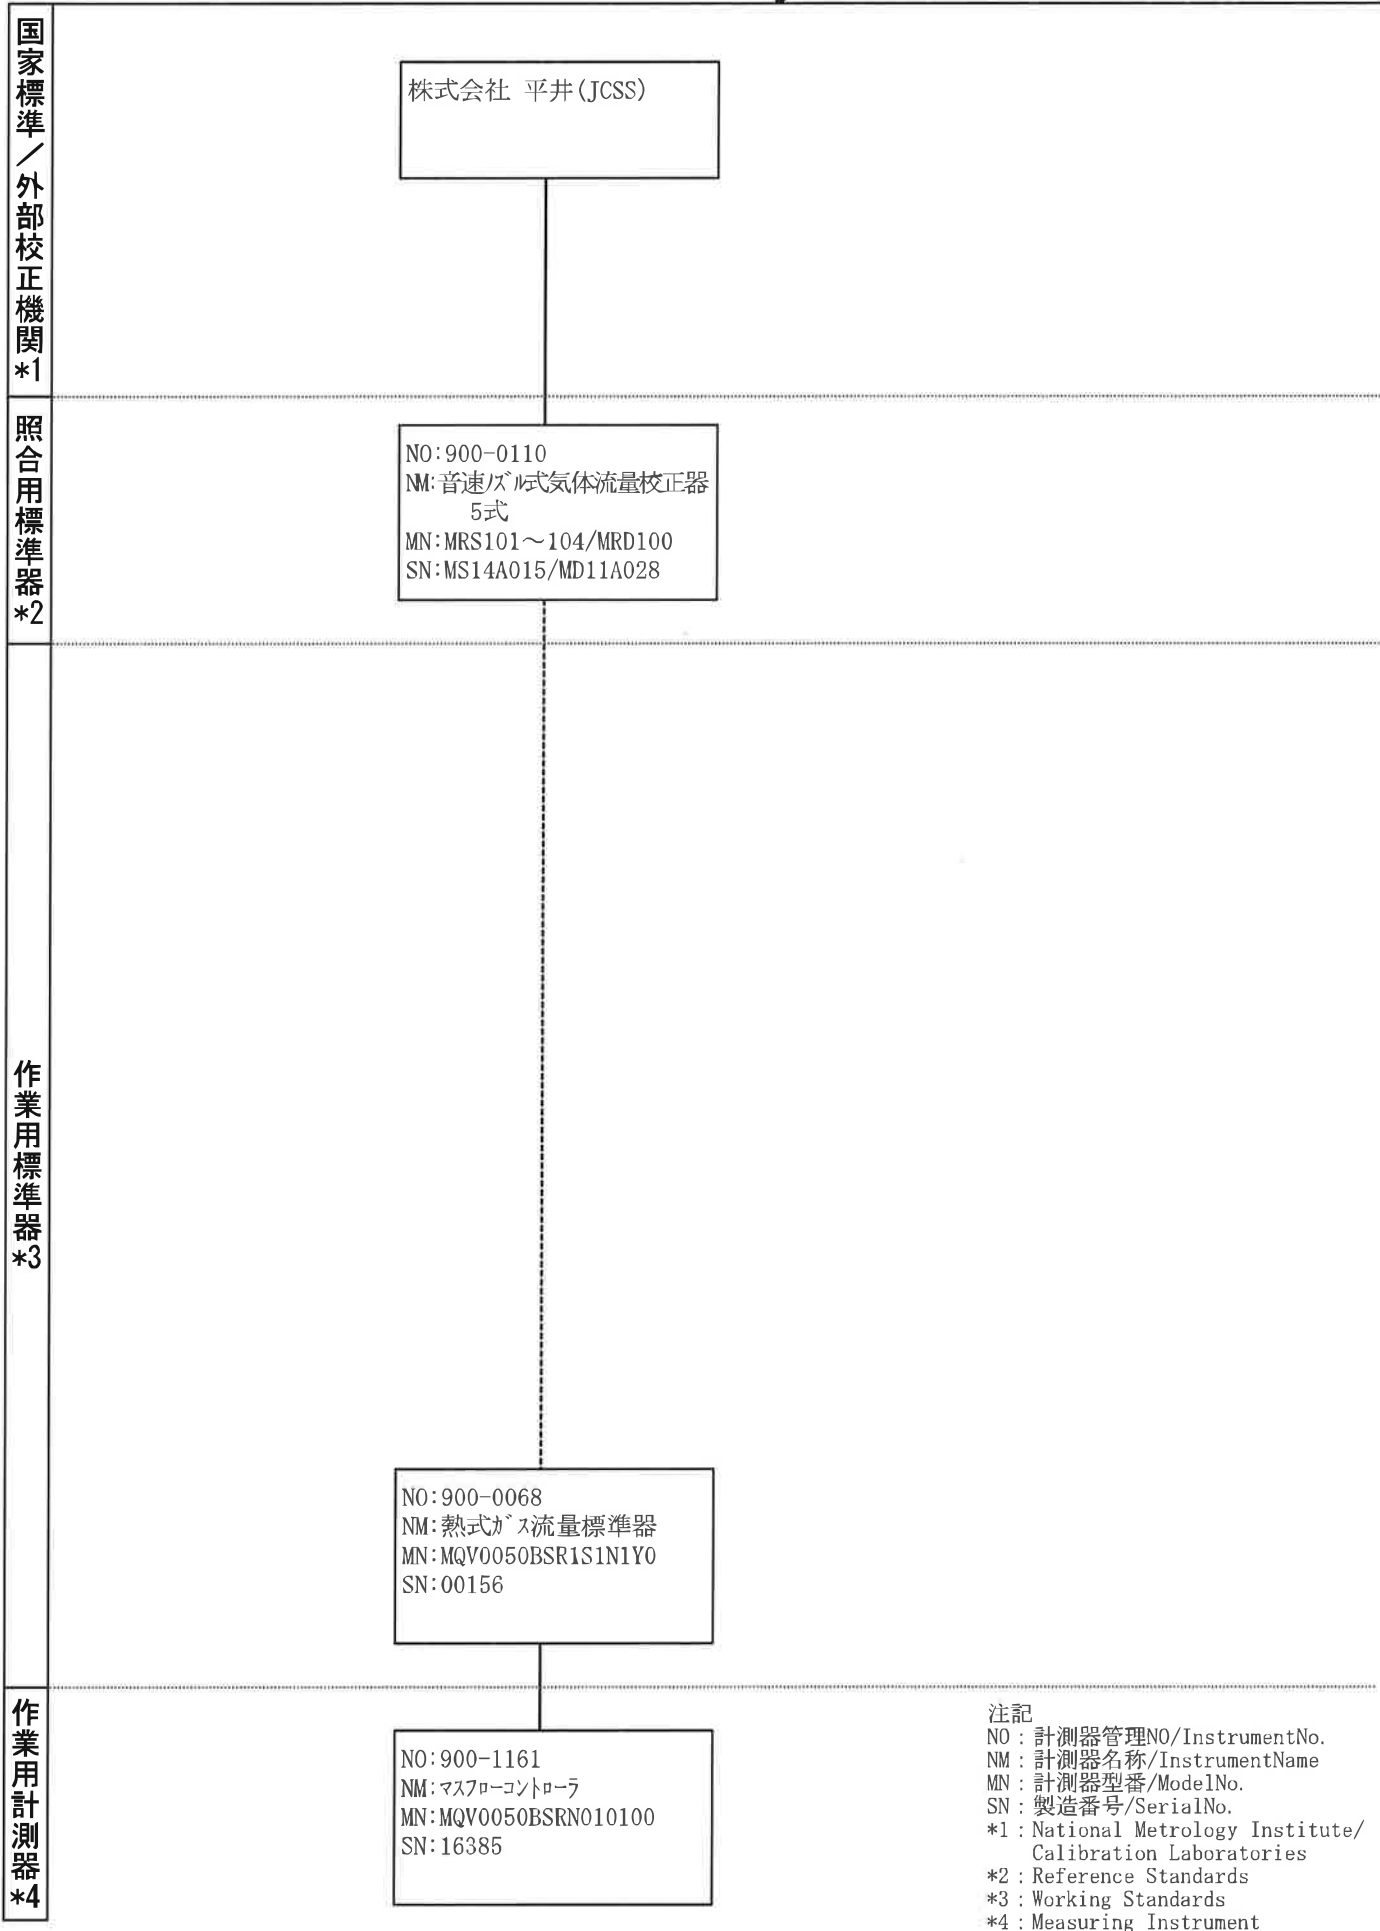 国家標準／外部校正機関*1
株式会社 平井(JCSS)
照合用標準器*2
NO:900-0110
NM:音速ﾉｽﾞﾙ式気体流量校正器
5式
MN:MRS101～104/MRD100
SN:MS14A015/MD11A028
作業用標準器*3
NO:900-0068
NM:熱式ｶﾞｽ流量標準器
MN:MQV0050BSR1S1N1Y0
SN:00156
作業用計測器*4
NO:900-1161
NM:ﾏｽﾌﾛｰｺﾝﾄﾛｰﾗ
MN:MQV0050BSRN010100
SN:16385
注記
NO：計測器管理NO/InstrumentNo.
NM：計測器名称/InstrumentName
MN：計測器型番/ModelNo.
SN：製造番号/SerialNo.
*1：National Metrology Institute/
Calibration Laboratories
*2：Reference Standards
*3：Working Standards
*4：Measuring Instrument